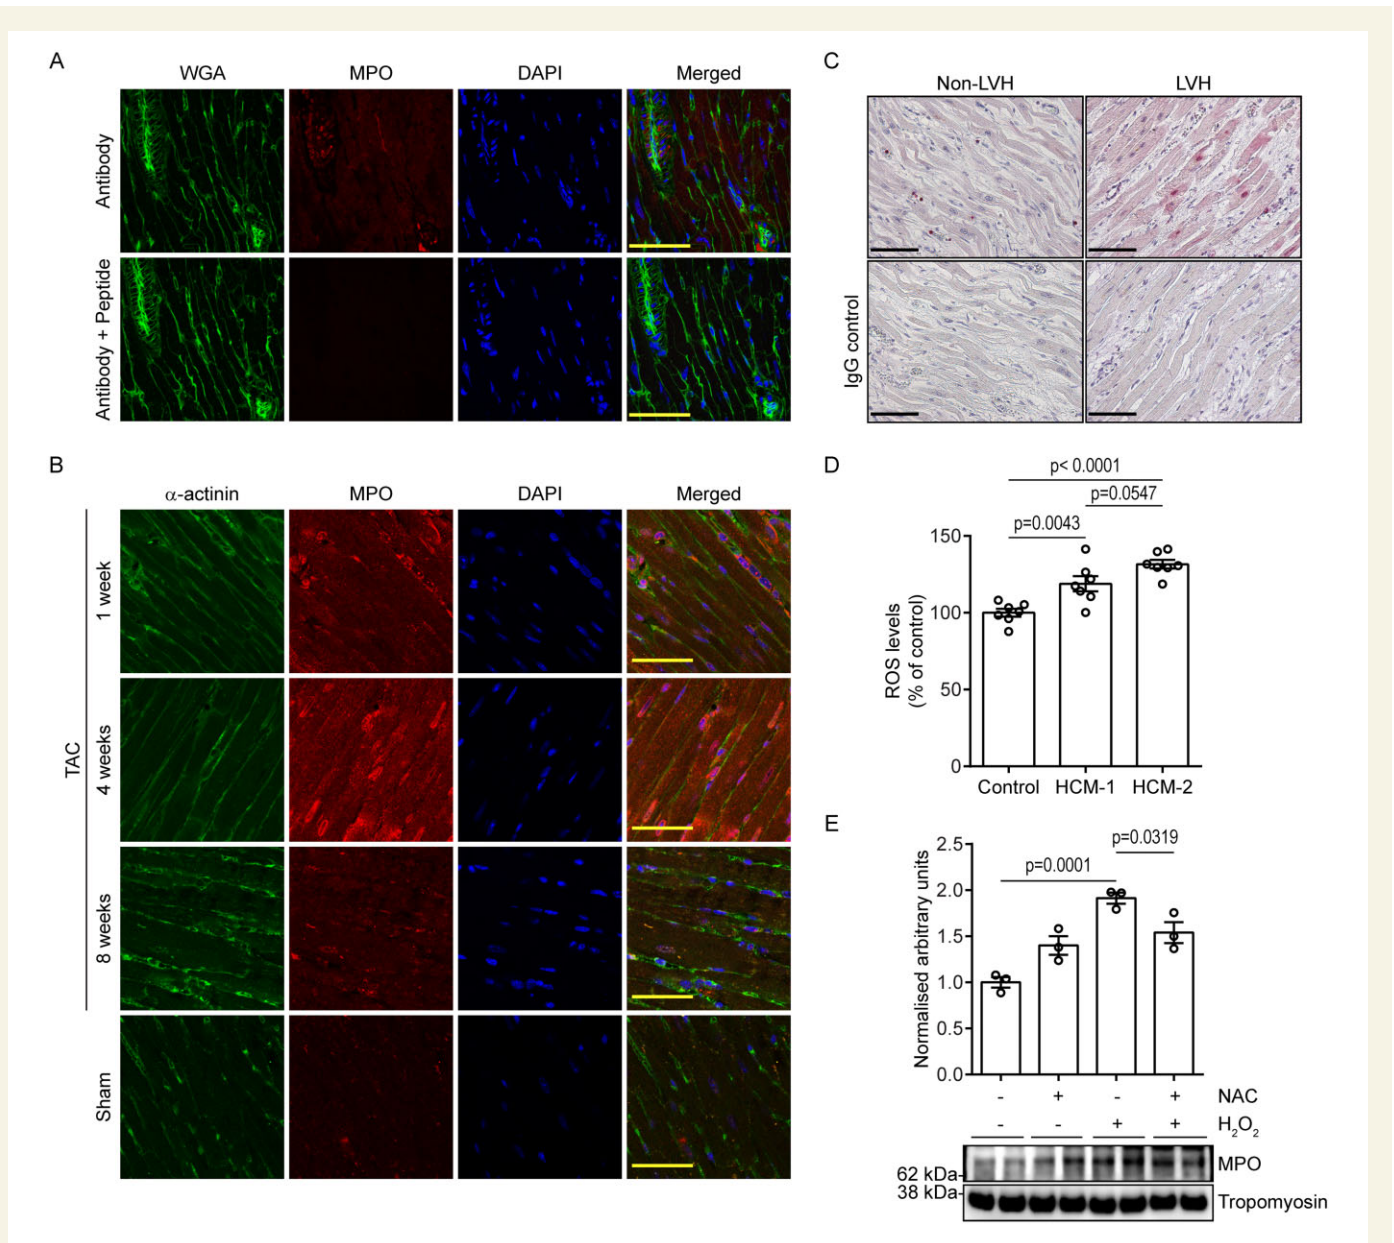 A
WGA MPO DAPI Merged
Antibody
Antibody + Peptide
B
α-actinin MPO DAPI Merged
TAC
1 week
4 weeks
8 weeks
Sham
C
Non-LVH LVH
IgG control
D
p< 0.0001
p=0.0547
p=0.0043
ROS levels
(% of control)
150
100
50
0
Control HCM-1 HCM-2
E
p=0.0319
p=0.0001
Normalised arbitrary units
2.5
2.0
1.5
1.0
0.5
0.0
- + - + NAC
- - + + H₂O₂
MPO
62 kDa-
38 kDa-
Tropomyosin